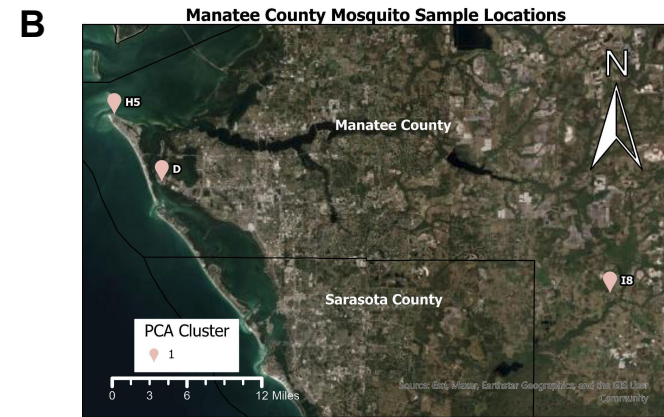 B
Manatee County Mosquito Sample Locations
N
H5
Manatee County
D
I8
Sarasota County
PCA Cluster
1
0 3 6 12 Miles
Source: Esri, Maxar, Earthstar Geographics, and the GIS User
Community